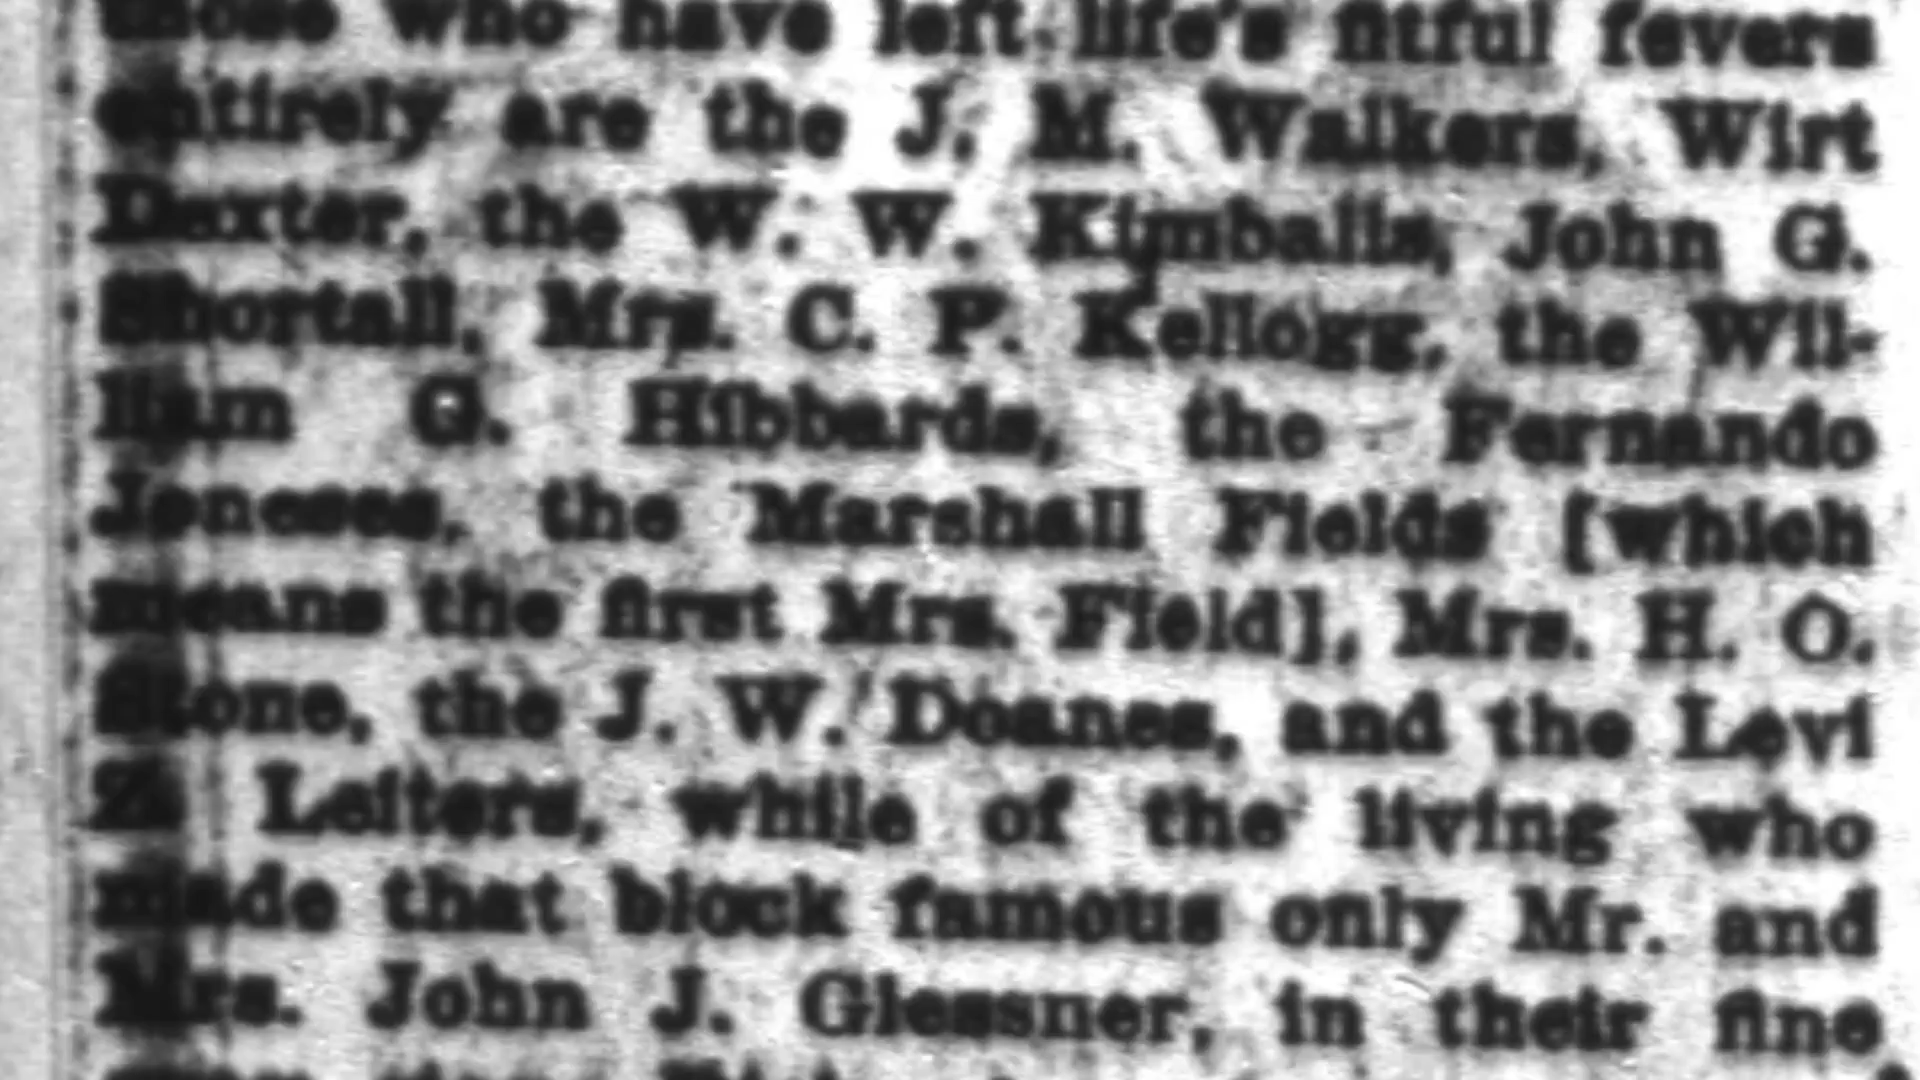 those who have left life's fitful fevers
entirely are the J. M. Walkers, Wirt
Dexter, the W. W. Kimballs, John G.
Shortall, Mrs. C. P. Kellogg, the Wil-
liam G. Hibbards, the Fernando
Joneses, the Marshall Fields [which
means the first Mrs. Field], Mrs. H. O.
Stone, the J. W. Doanes, and the Levi
Z. Leiters, while of the living who
made that block famous only Mr. and
Mrs. John J. Glessner, in their fine